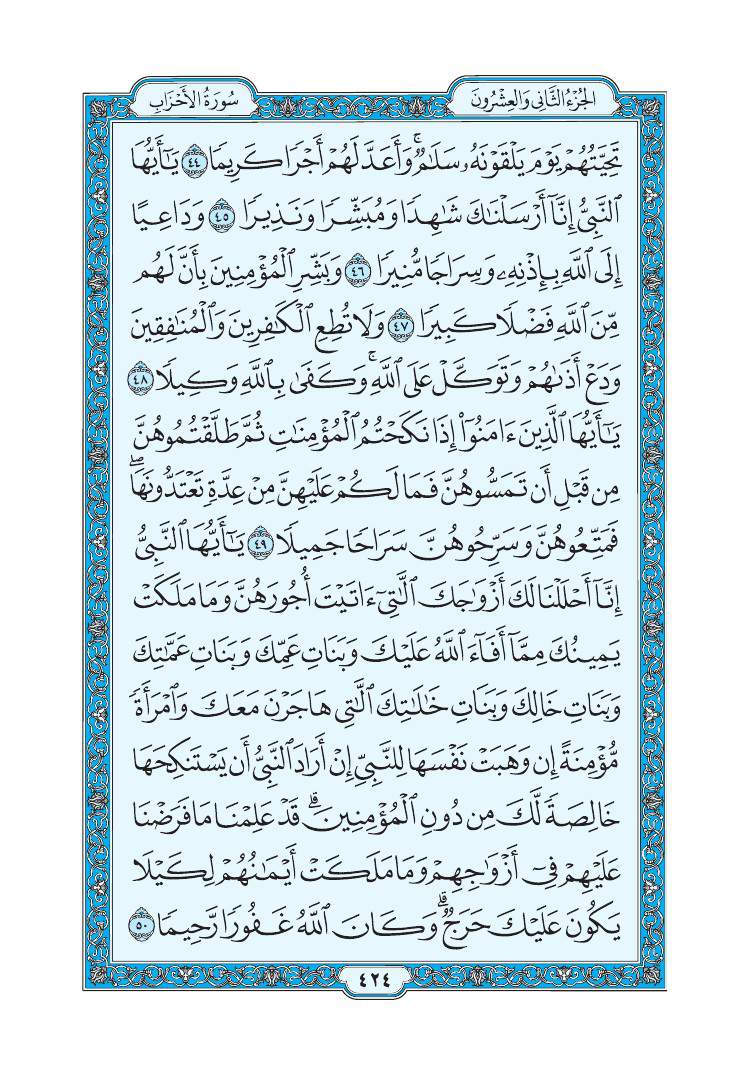 الجُزْءُ الثَّانِي وَالعِشْرُونَ
سُورَةُ الأَحْزَابِ
تَحِيَّتُهُمْ يَوْمَ يَلْقَوْنَهُۥ سَلَٰمٌۚ وَأَعَدَّ لَهُمْ أَجْرًا كَرِيمًا ٤٤ يَٰٓأَيُّهَا
ٱلنَّبِيُّ إِنَّآ أَرْسَلْنَٰكَ شَٰهِدًا وَمُبَشِّرًا وَنَذِيرًا ٤٥ وَدَاعِيًا
إِلَى ٱللَّهِ بِإِذْنِهِۦ وَسِرَاجًا مُّنِيرًا ٤٦ وَبَشِّرِ ٱلْمُؤْمِنِينَ بِأَنَّ لَهُم
مِّنَ ٱللَّهِ فَضْلًا كَبِيرًا ٤٧ وَلَا تُطِعِ ٱلْكَٰفِرِينَ وَٱلْمُنَٰفِقِينَ
وَدَعْ أَذَىٰهُمْ وَتَوَكَّلْ عَلَى ٱللَّهِۚ وَكَفَىٰ بِٱللَّهِ وَكِيلًا ٤٨
يَٰٓأَيُّهَا ٱلَّذِينَ ءَامَنُوٓا۟ إِذَا نَكَحْتُمُ ٱلْمُؤْمِنَٰتِ ثُمَّ طَلَّقْتُمُوهُنَّ
مِن قَبْلِ أَن تَمَسُّوهُنَّ فَمَا لَكُمْ عَلَيْهِنَّ مِنْ عِدَّةٍ تَعْتَدُّونَهَاۖ
فَمَتِّعُوهُنَّ وَسَرِّحُوهُنَّ سَرَاحًا جَمِيلًا ٤٩ يَٰٓأَيُّهَا ٱلنَّبِيُّ
إِنَّآ أَحْلَلْنَا لَكَ أَزْوَٰجَكَ ٱلَّٰتِيٓ ءَاتَيْتَ أُجُورَهُنَّ وَمَا مَلَكَتْ
يَمِينُكَ مِمَّآ أَفَآءَ ٱللَّهُ عَلَيْكَ وَبَنَاتِ عَمِّكَ وَبَنَاتِ عَمَّٰتِكَ
وَبَنَاتِ خَالِكَ وَبَنَاتِ خَٰلَٰتِكَ ٱلَّٰتِي هَاجَرْنَ مَعَكَ وَٱمْرَأَةً
مُّؤْمِنَةً إِن وَهَبَتْ نَفْسَهَا لِلنَّبِيِّ إِنْ أَرَادَ ٱلنَّبِيُّ أَن يَسْتَنكِحَهَا
خَالِصَةً لَّكَ مِن دُونِ ٱلْمُؤْمِنِينَۗ قَدْ عَلِمْنَا مَا فَرَضْنَا
عَلَيْهِمْ فِيٓ أَزْوَٰجِهِمْ وَمَا مَلَكَتْ أَيْمَٰنُهُمْ لِكَيْلَا
يَكُونَ عَلَيْكَ حَرَجٌۗ وَكَانَ ٱللَّهُ غَفُورًا رَّحِيمًا ٥٠
٤٢٤